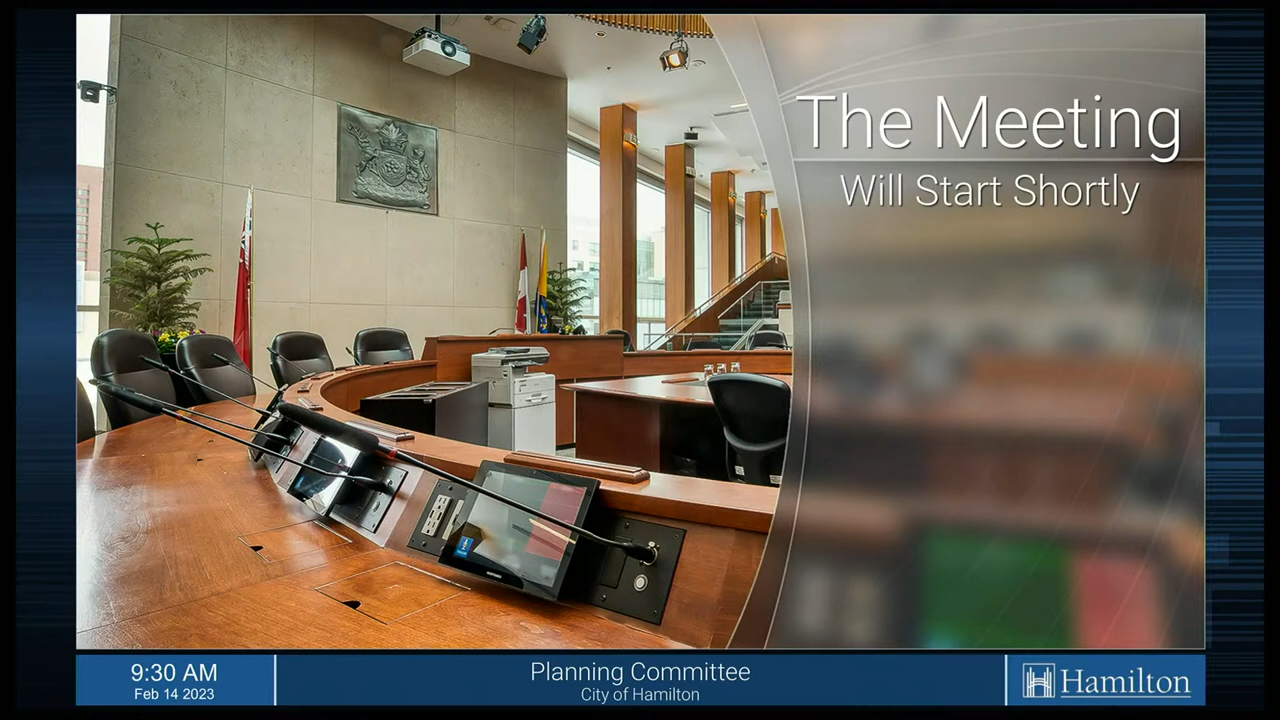 The Meeting
Will Start Shortly
9:30 AM
Feb 14 2023
Planning Committee
City of Hamilton
Hamilton